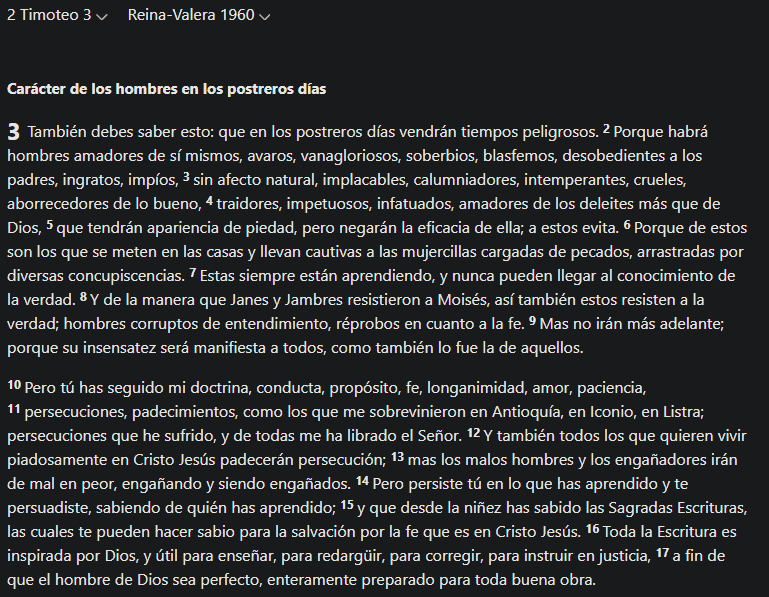 2 Timoteo 3 Reina-Valera 1960
Carácter de los hombres en los postreros días
3 También debes saber esto: que en los postreros días vendrán tiempos peligrosos. 2 Porque habrá
hombres amadores de sí mismos, avaros, vanagloriosos, soberbios, blasfemos, desobedientes a los
padres, ingratos, impíos, 3 sin afecto natural, implacables, calumniadores, intemperantes, crueles,
aborrecedores de lo bueno, 4 traidores, impetuosos, infatuados, amadores de los deleites más que de
Dios, 5 que tendrán apariencia de piedad, pero negarán la eficacia de ella; a estos evita. 6 Porque de estos
son los que se meten en las casas y llevan cautivas a las mujercillas cargadas de pecados, arrastradas por
diversas concupiscencias. 7 Estas siempre están aprendiendo, y nunca pueden llegar al conocimiento de
la verdad. 8 Y de la manera que Janes y Jambres resistieron a Moisés, así también estos resisten a la
verdad; hombres corruptos de entendimiento, réprobos en cuanto a la fe. 9 Mas no irán más adelante;
porque su insensatez será manifiesta a todos, como también lo fue la de aquellos.
10 Pero tú has seguido mi doctrina, conducta, propósito, fe, longanimidad, amor, paciencia,
11 persecuciones, padecimientos, como los que me sobrevinieron en Antioquía, en Iconio, en Listra;
persecuciones que he sufrido, y de todas me ha librado el Señor. 12 Y también todos los que quieren vivir
piadosamente en Cristo Jesús padecerán persecución; 13 mas los malos hombres y los engañadores irán
de mal en peor, engañando y siendo engañados. 14 Pero persiste tú en lo que has aprendido y te
persuadiste, sabiendo de quién has aprendido; 15 y que desde la niñez has sabido las Sagradas Escrituras,
las cuales te pueden hacer sabio para la salvación por la fe que es en Cristo Jesús. 16 Toda la Escritura es
inspirada por Dios, y útil para enseñar, para redargüir, para corregir, para instruir en justicia, 17 a fin de
que el hombre de Dios sea perfecto, enteramente preparado para toda buena obra.